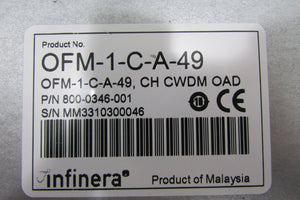 Product No.
OFM-1-C-A-49
OFM-1-C-A-49, CH CWDM OAD
P/N 800-0346-001
S/N MM3310300046
CE
infinera®
Product of Malaysia